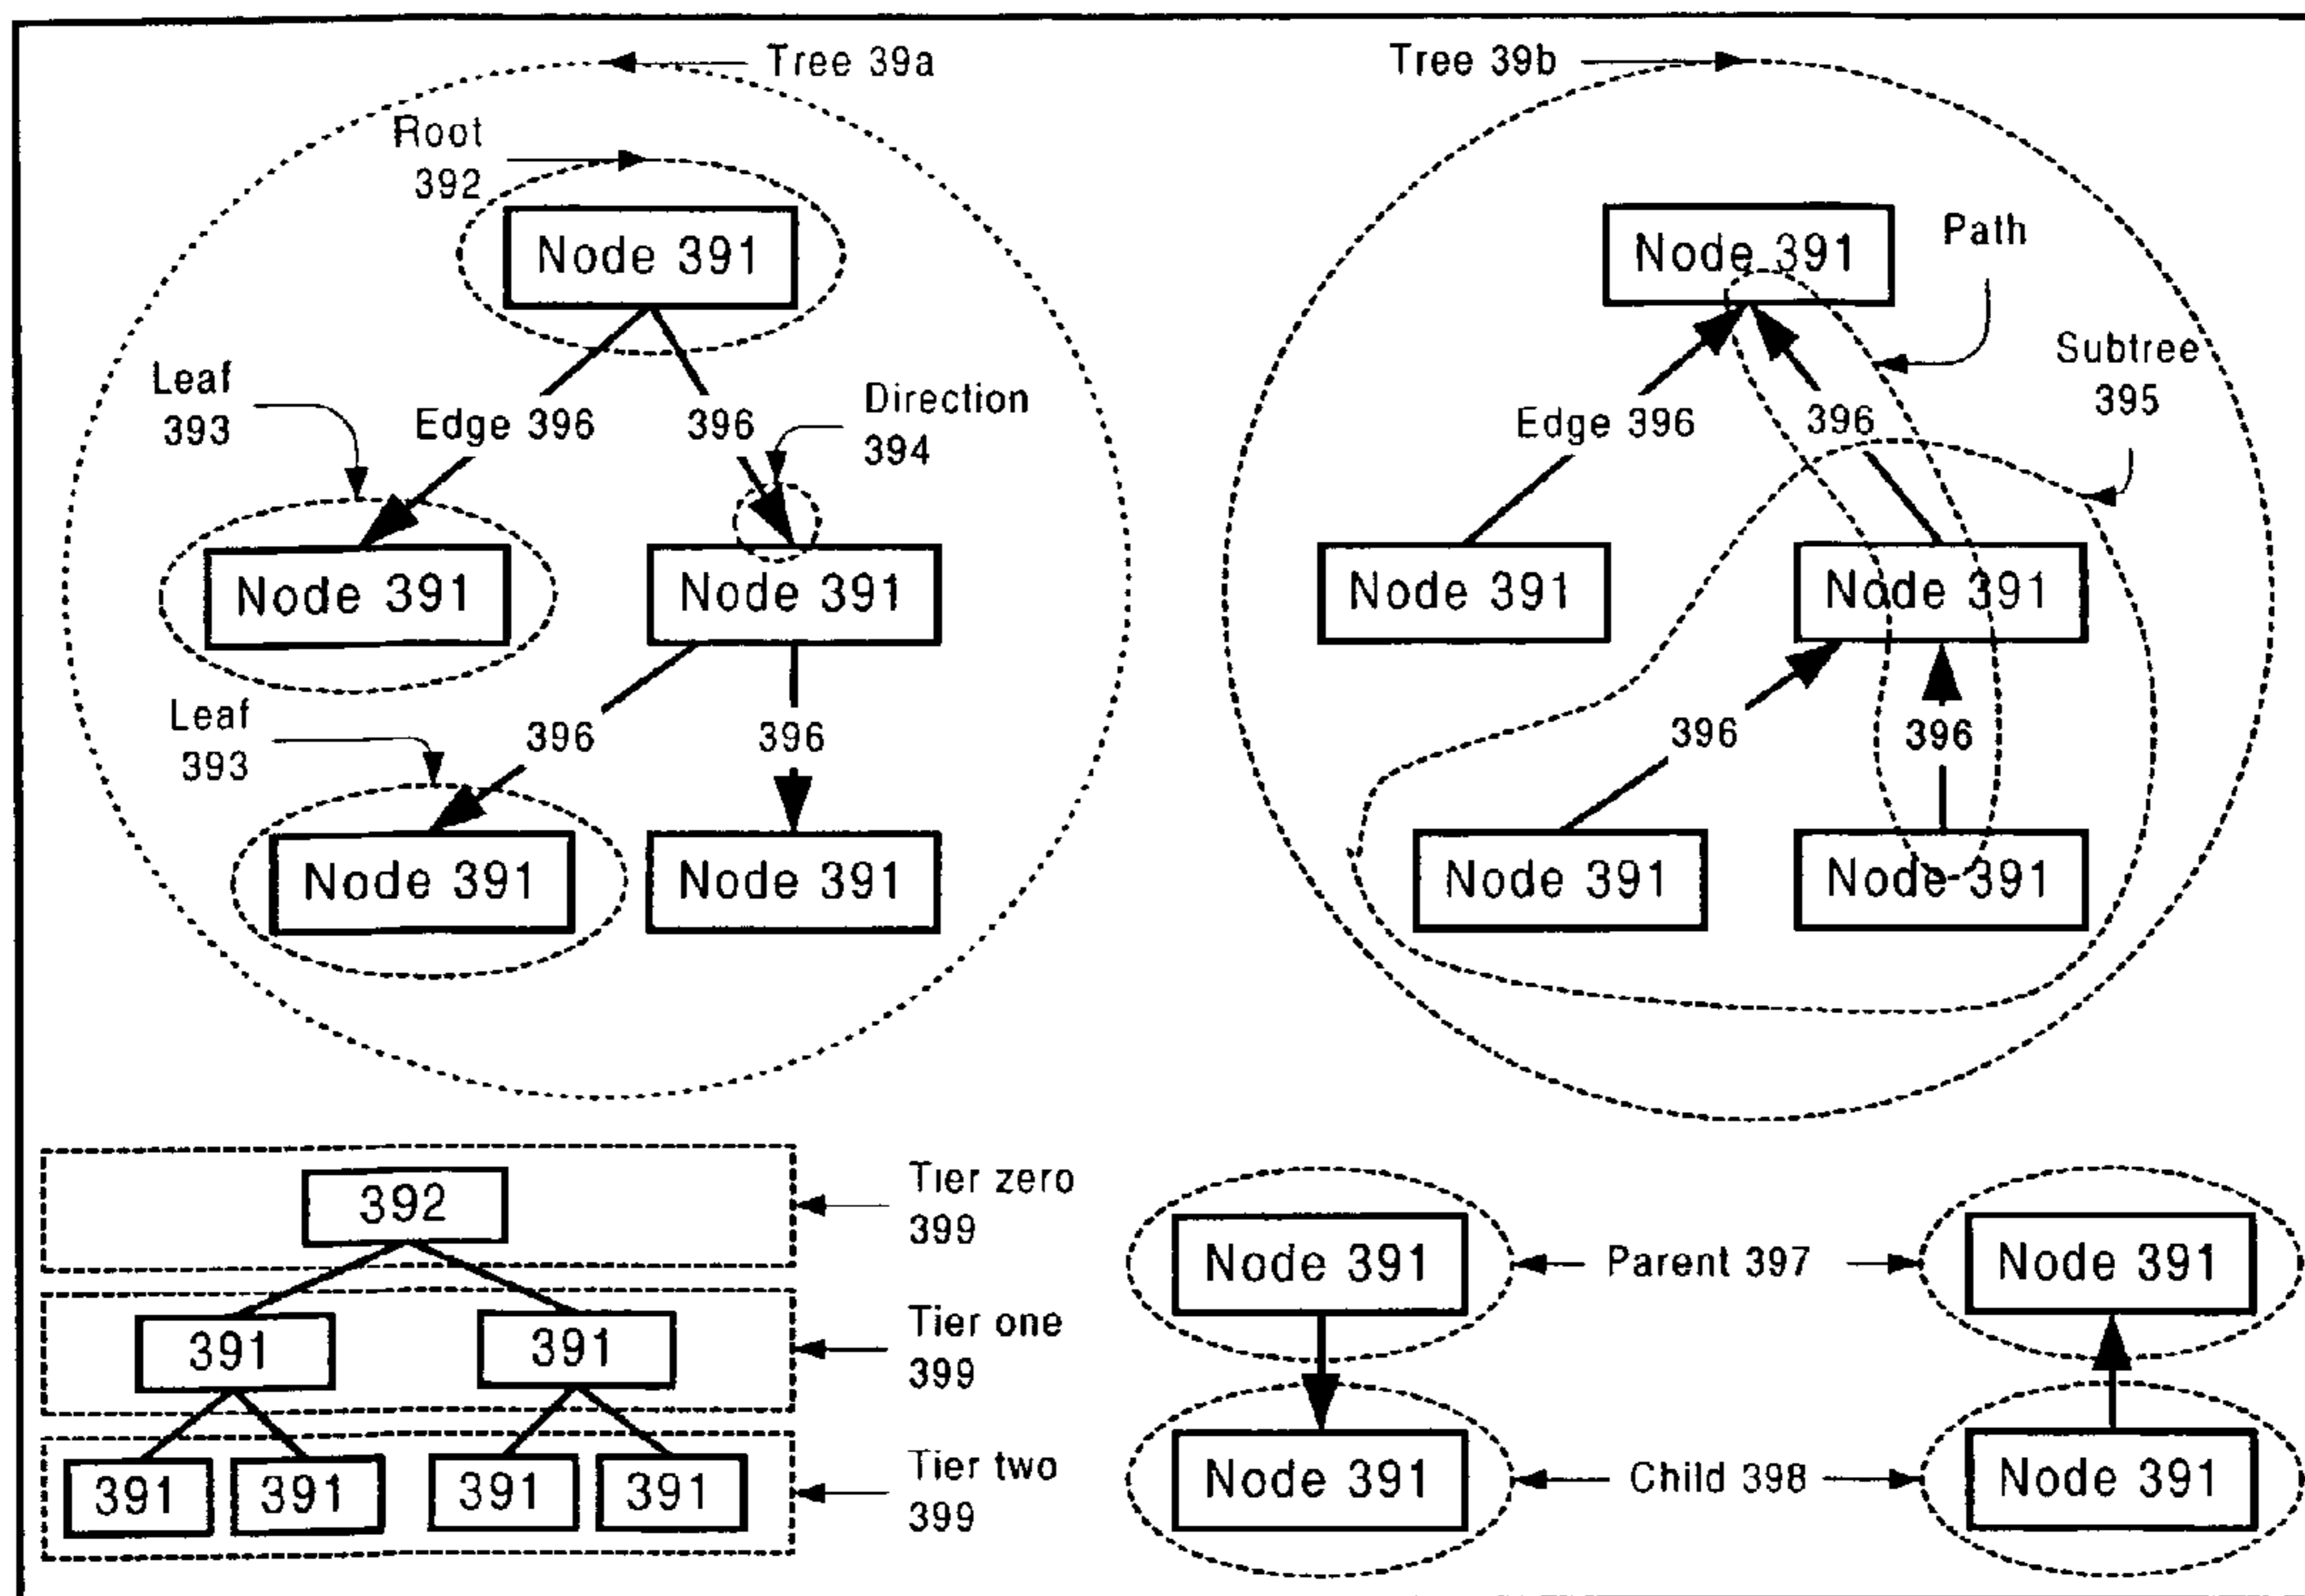 Tree 39a
Root
392
Node 391
Leaf
393
Edge 396
396
Direction
394
Node 391
Node 391
Leaf
393
396
396
Node 391
Node 391
Tree 39b
Node 391
Path
Subtree
395
Edge 396
396
Node 391
Node 391
396
396
Node 391
Node 391
392
Tier zero
399
391
391
Tier one
399
391
391
391
391
Tier two
399
Node 391
Parent 397
Node 391
Node 391
Child 398
Node 391